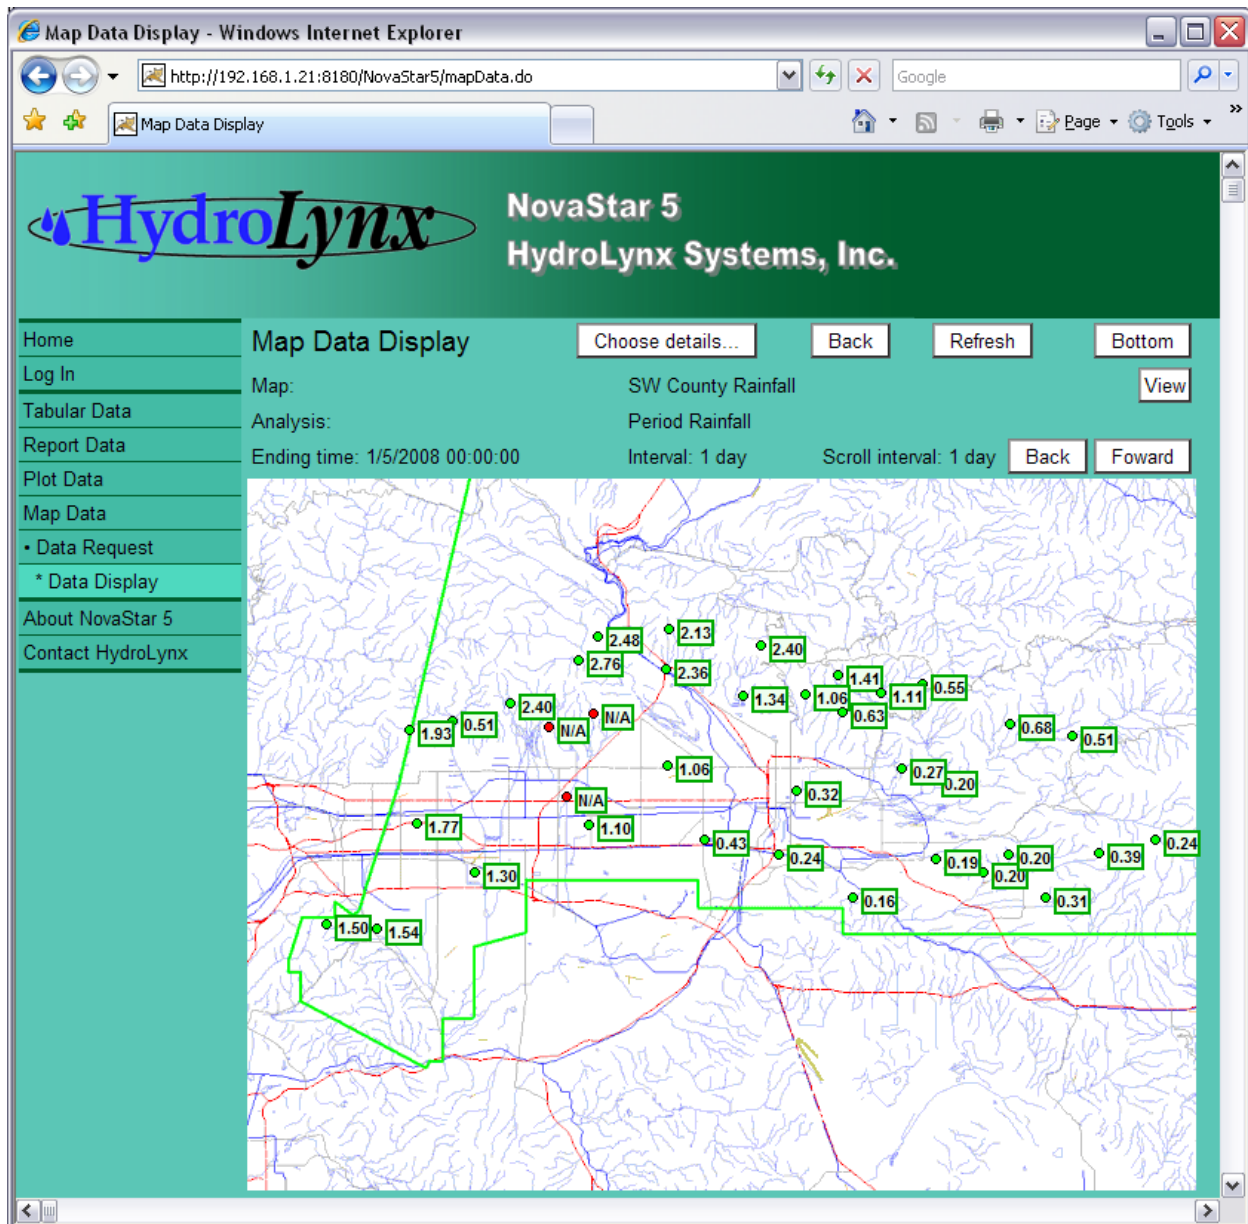 Map Data Display - Windows Internet Explorer
http://192.168.1.21:8180/NovaStar5/mapData.do
Google
Map Data Display
Page
Tools
»
HydroLynx
NovaStar 5
HydroLynx Systems, Inc.
Home
Log In
Tabular Data
Report Data
Plot Data
Map Data
• Data Request
* Data Display
About NovaStar 5
Contact HydroLynx
Map Data Display
Choose details...
Back
Refresh
Bottom
Map:
SW County Rainfall
View
Analysis:
Period Rainfall
Ending time: 1/5/2008 00:00:00
Interval: 1 day
Scroll interval: 1 day
Back
Foward
2.48
2.13
2.40
2.76
2.36
1.41
0.55
1.34
1.06
1.11
2.40
0.63
N/A
0.51
N/A
1.93
0.68
0.51
1.06
0.27
0.20
0.32
N/A
1.77
1.10
0.43
0.24
0.24
0.19
0.20
0.39
1.30
0.20
0.16
0.31
1.50
1.54